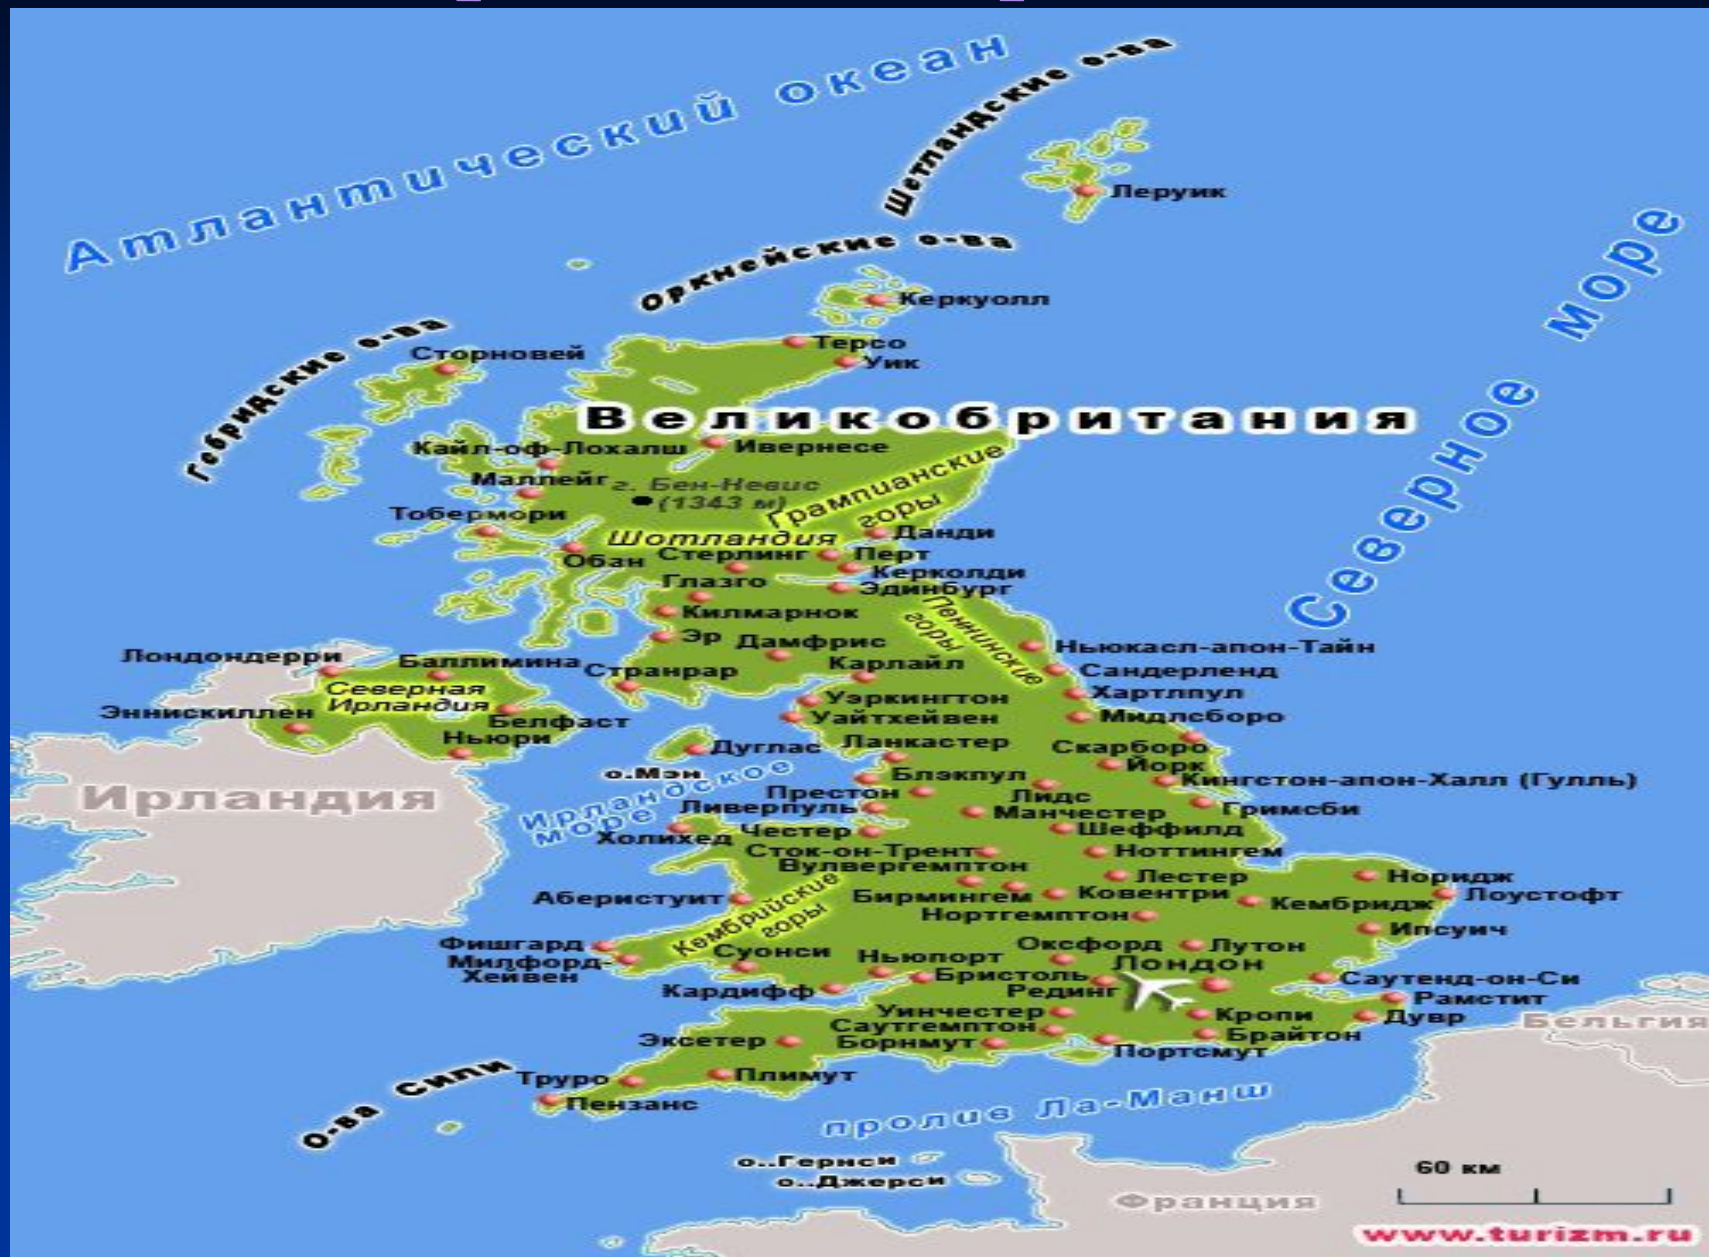 Атлантический океан
Шетландские о-ва
Леруик
Оркнейские о-ва
Керкуолл
Северное море
Гебридские о-ва
Сторновей
Терсо
Уик
Великобритания
Кайл-оф-Лохалш
Ивернесе
Маллейг
г. Бен-Невис
(1343 м)
Грампианские
горы
Тобермори
Шотландия
Данди
Обан
Стерлинг
Перт
Керколди
Глазго
Эдинбург
Килмарнок
Пеннинские
горы
Эр
Дамфрис
Ньюкасл-апон-Тайн
Лондондерри
Баллимина
Странрар
Карлайл
Сандерленд
Северная
Ирландия
Уэркингтон
Хартлпул
Эннискиллен
Белфаст
Уайтхейвен
Мидлсборо
Ньюри
Дуглас
Ланкастер
Скарборо
о.Мэн
Йорк
Ирландское
море
Блэкпул
Кингстон-апон-Халл (Гулль)
Ирландия
Престон
Лидс
Ливерпуль
Манчестер
Гримсби
Холихед
Честер
Шеффилд
Сток-он-Трент
Ноттингем
Вулвергемптон
Лестер
Норидж
Аберистуит
Кембрийские
горы
Бирмингем
Ковентри
Кембридж
Лоустофт
Нортгемптон
Ипсуич
Фишгард
Суонси
Ньюпорт
Оксфорд
Лутон
Милфорд-
Хейвен
Лондон
Бристоль
Саутенд-он-Си
Кардифф
Рединг
Рамстит
Уинчестер
Кропи
Дувр
Бельгия
Саутгемптон
Эксетер
Борнмут
Брайтон
Портсмут
О-ва Сили
Труро
Плимут
Пензанс
пролив Ла-Манш
о..Гернси
о..Джерси
60 км
Франция
www.turizm.ru